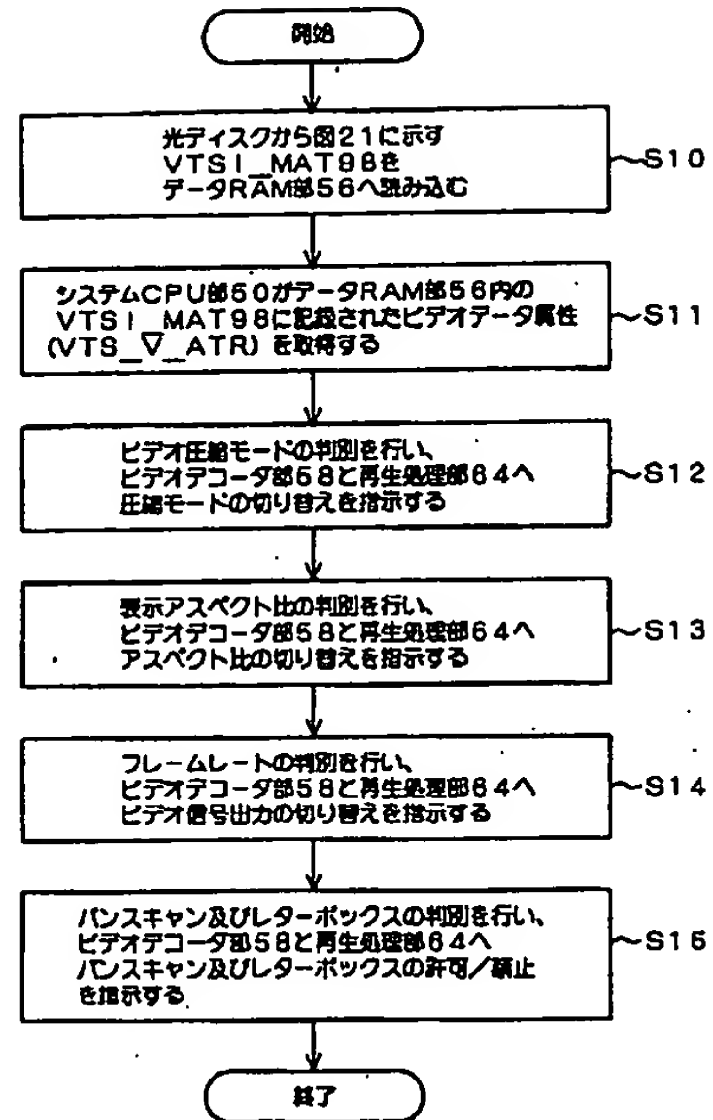 開始
光ディスクから図21に示す
VTSI_MAT98を
データRAM部56へ読み込む
~S10
システムCPU部50がデータRAM部56内の
VTSI_MAT98に記録されたビデオデータ属性
(VTS_V_ATR)を取得する
~S11
ビデオ圧縮モードの判別を行い、
ビデオデコーダ部58と再生処理部64へ
圧縮モードの切り替えを指示する
~S12
表示アスペクト比の判別を行い、
ビデオデコーダ部58と再生処理部64へ
アスペクト比の切り替えを指示する
~S13
フレームレートの判別を行い、
ビデオデコーダ部58と再生処理部64へ
ビデオ信号出力の切り替えを指示する
~S14
パンスキャン及びレターボックスの判別を行い、
ビデオデコーダ部58と再生処理部64へ
パンスキャン及びレターボックスの許可/禁止
を指示する
~S15
終了